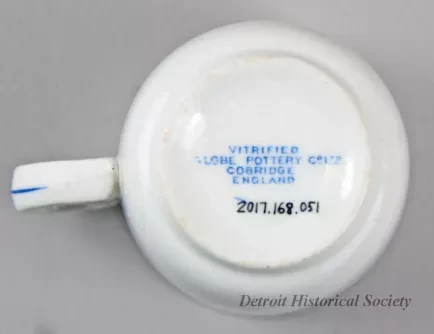 VITRIFIED
GLOBE POTTERY Co LTD
COBRIDGE
ENGLAND
2017.168.051
Detroit Historical Society